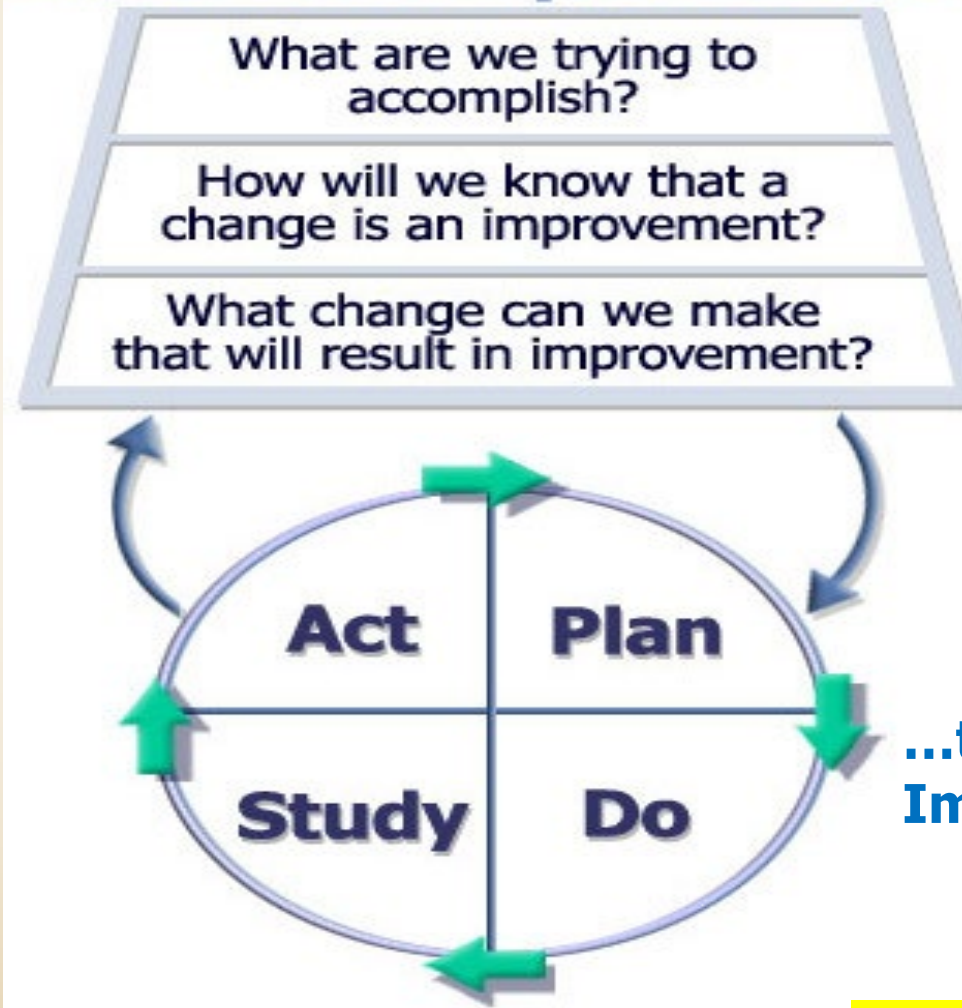 What are we trying to
accomplish?
How will we know that a
change is an improvement?
What change can we make
that will result in improvement?
Act
Plan
Study
Do